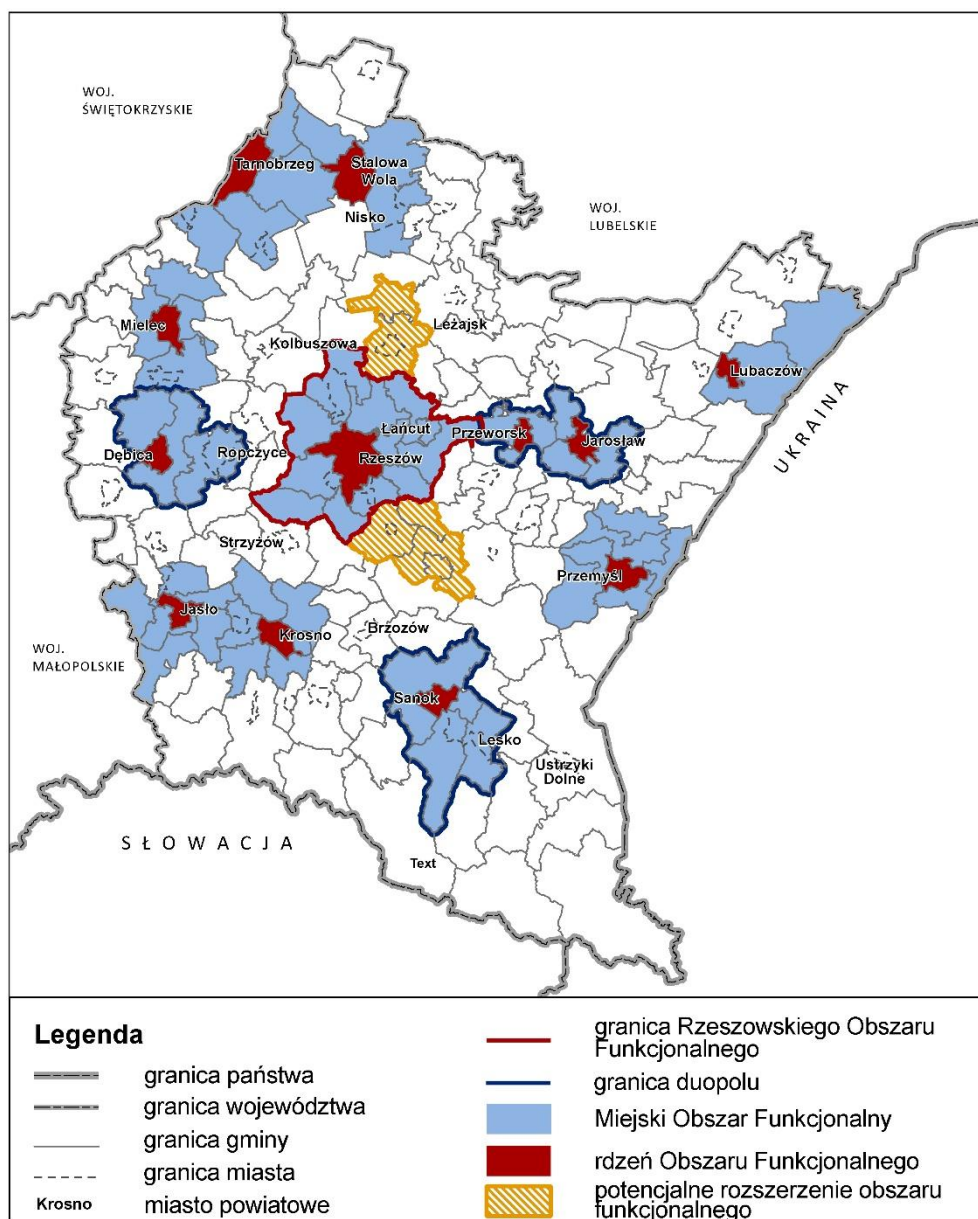 WOJ.
ŚWIĘTOKRZYSKIE
Tarnobrzeg
Stalowa
Wola
Nisko
WOJ.
LUBELSKIE
Mielec
Kolbuszowa
Leżajsk
Lubaczów
UKRAINA
Dębica
Ropczyce
Łańcut
Rzeszów
Przeworsk
Jarosław
Strzyżów
Przemyśl
Jasło
Krosno
Brzozów
WOJ.
MAŁOPOLSKIE
Sanok
Lesko
Ustrzyki
Dolne
SŁOWACJA
Text
Legenda
granica państwa
granica województwa
granica gminy
granica miasta
Krosno miasto powiatowe
granica Rzeszowskiego Obszaru
Funkcjonalnego
granica duopolu
Miejski Obszar Funkcjonalny
rdzeń Obszaru Funkcjonalnego
potencjalne rozszerzenie obszaru
funkcjonalnego